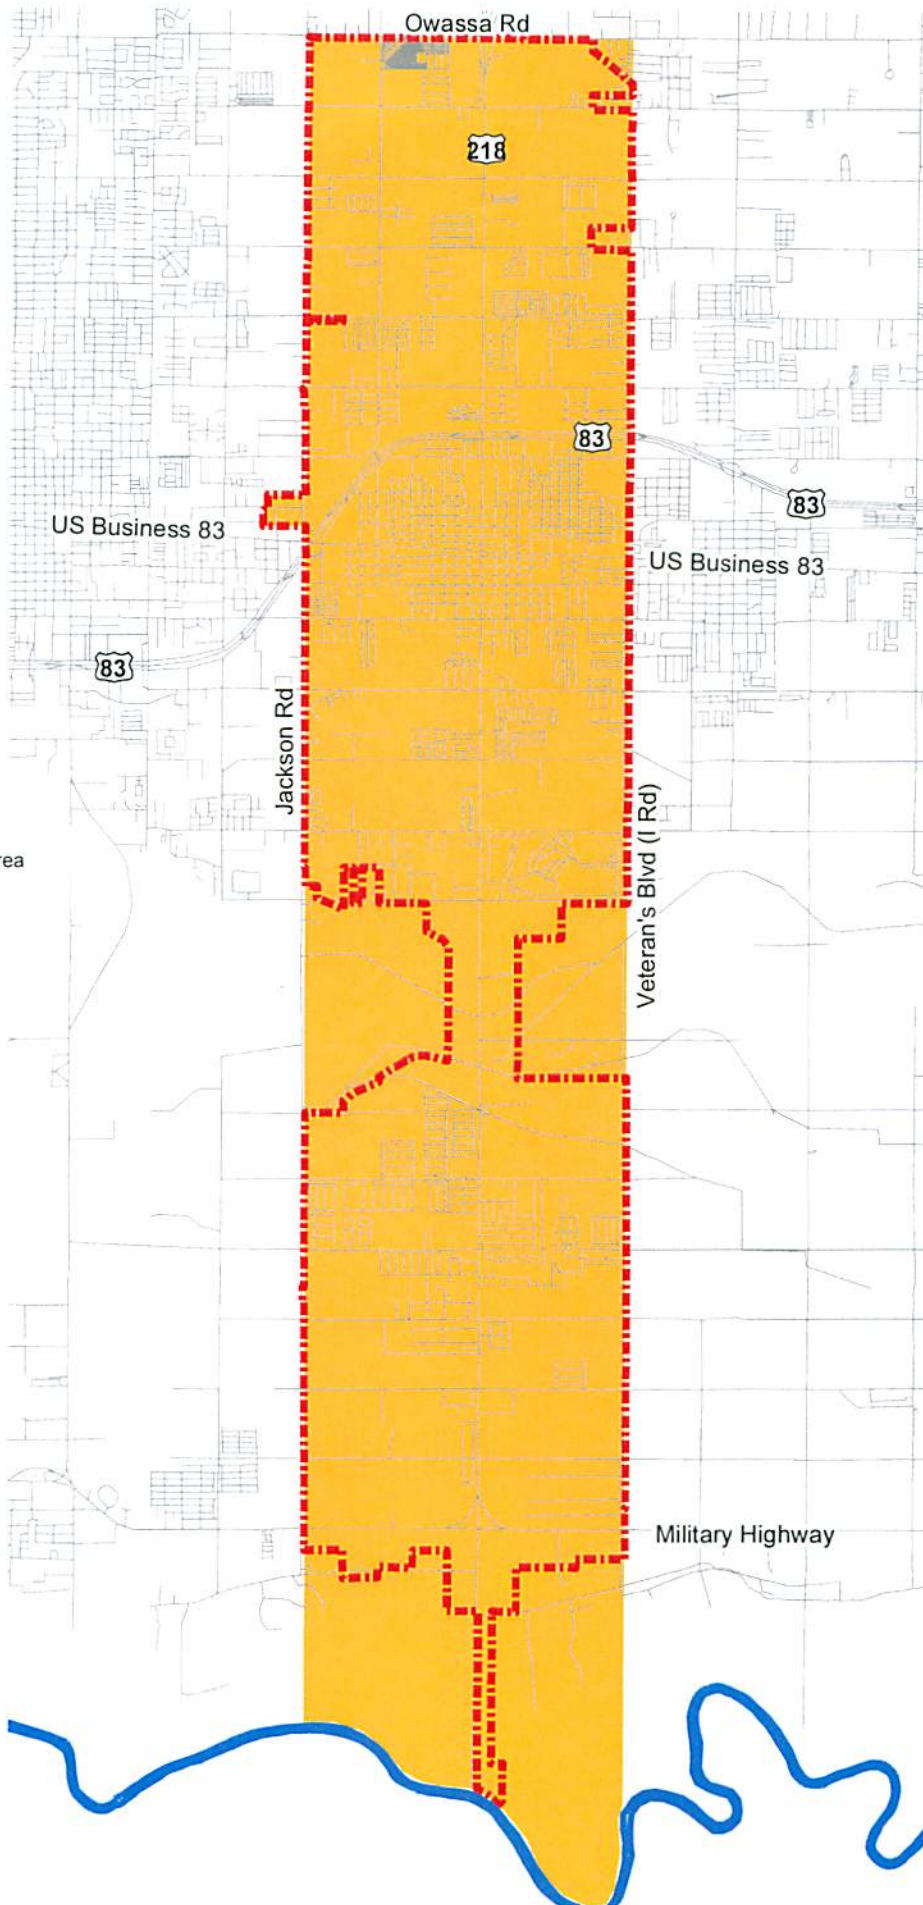 Owassa Rd
218
83
83
US Business 83
US Business 83
83
Jackson Rd
Veteran's Blvd (I Rd)
rea
Military Highway